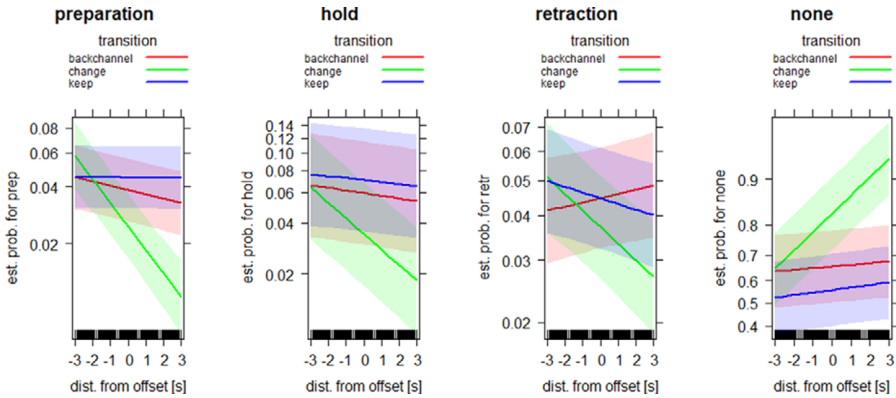 preparation
transition
backchannel
change
keep
est. prob. for prep
0.08
0.06
0.04
0.02
-3 -2 -1 0 1 2 3
dist. from offset [s]
hold
transition
backchannel
change
keep
est. prob. for hold
0.14
0.12
0.10
0.08
0.06
0.04
0.02
-3 -2 -1 0 1 2 3
dist. from offset [s]
retraction
transition
backchannel
change
keep
est. prob. for retr
0.07
0.06
0.05
0.04
0.03
0.02
-3 -2 -1 0 1 2 3
dist. from offset [s]
none
transition
backchannel
change
keep
est. prob. for none
0.9
0.8
0.7
0.6
0.5
0.4
-3 -2 -1 0 1 2 3
dist. from offset [s]